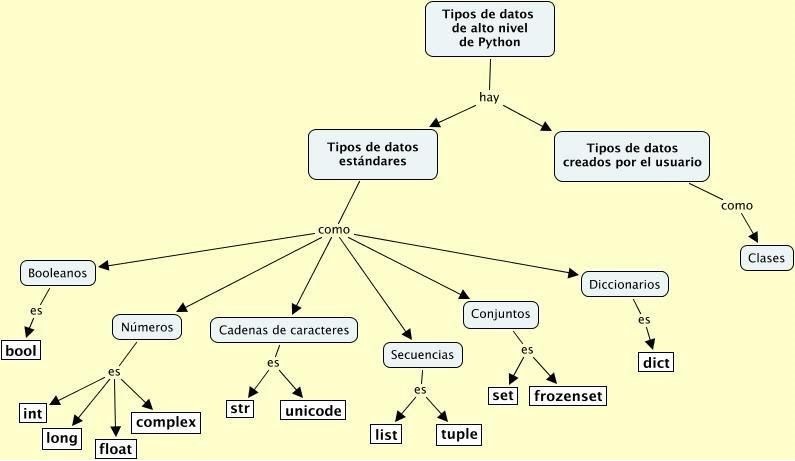 Tipos de datos
de alto nivel
de Python
hay
Tipos de datos
estándares
Tipos de datos
creados por el usuario
como
Clases
como
Booleanos
es
bool
Números
es
int
long
float
complex
Cadenas de caracteres
es
str
unicode
Secuencias
es
list
tuple
Conjuntos
es
set
frozenset
Diccionarios
es
dict